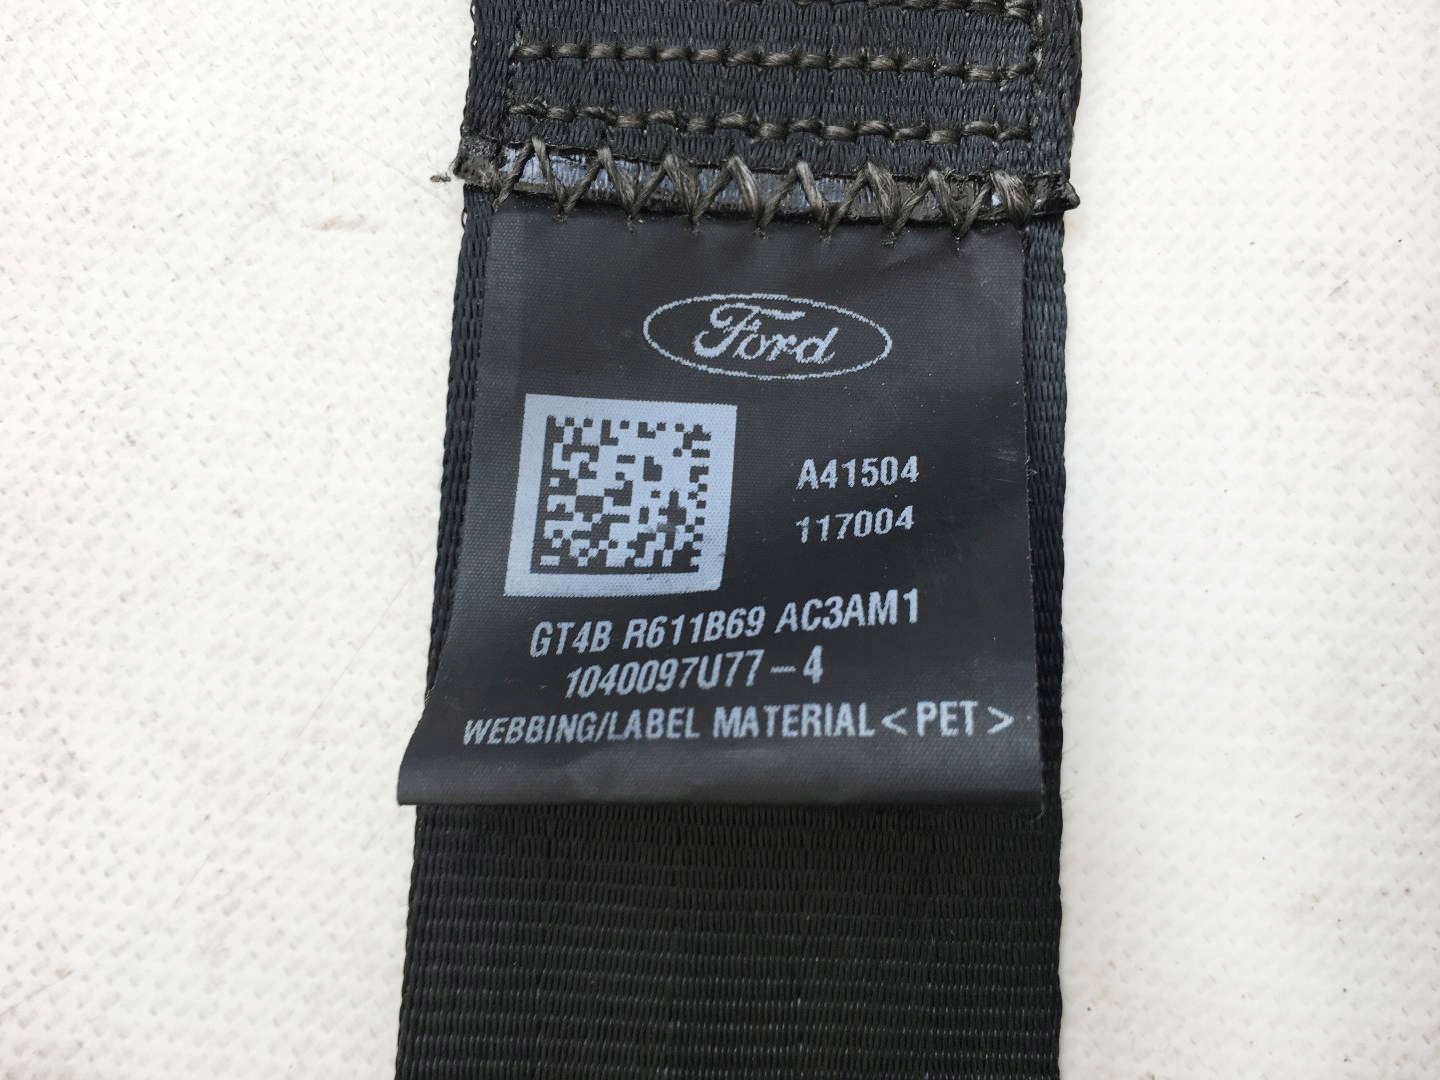 Ford
A41504
117004
GT4B R611B69 AC3AM1
1040097U77-4
WEBBING/LABEL MATERIAL <PET>